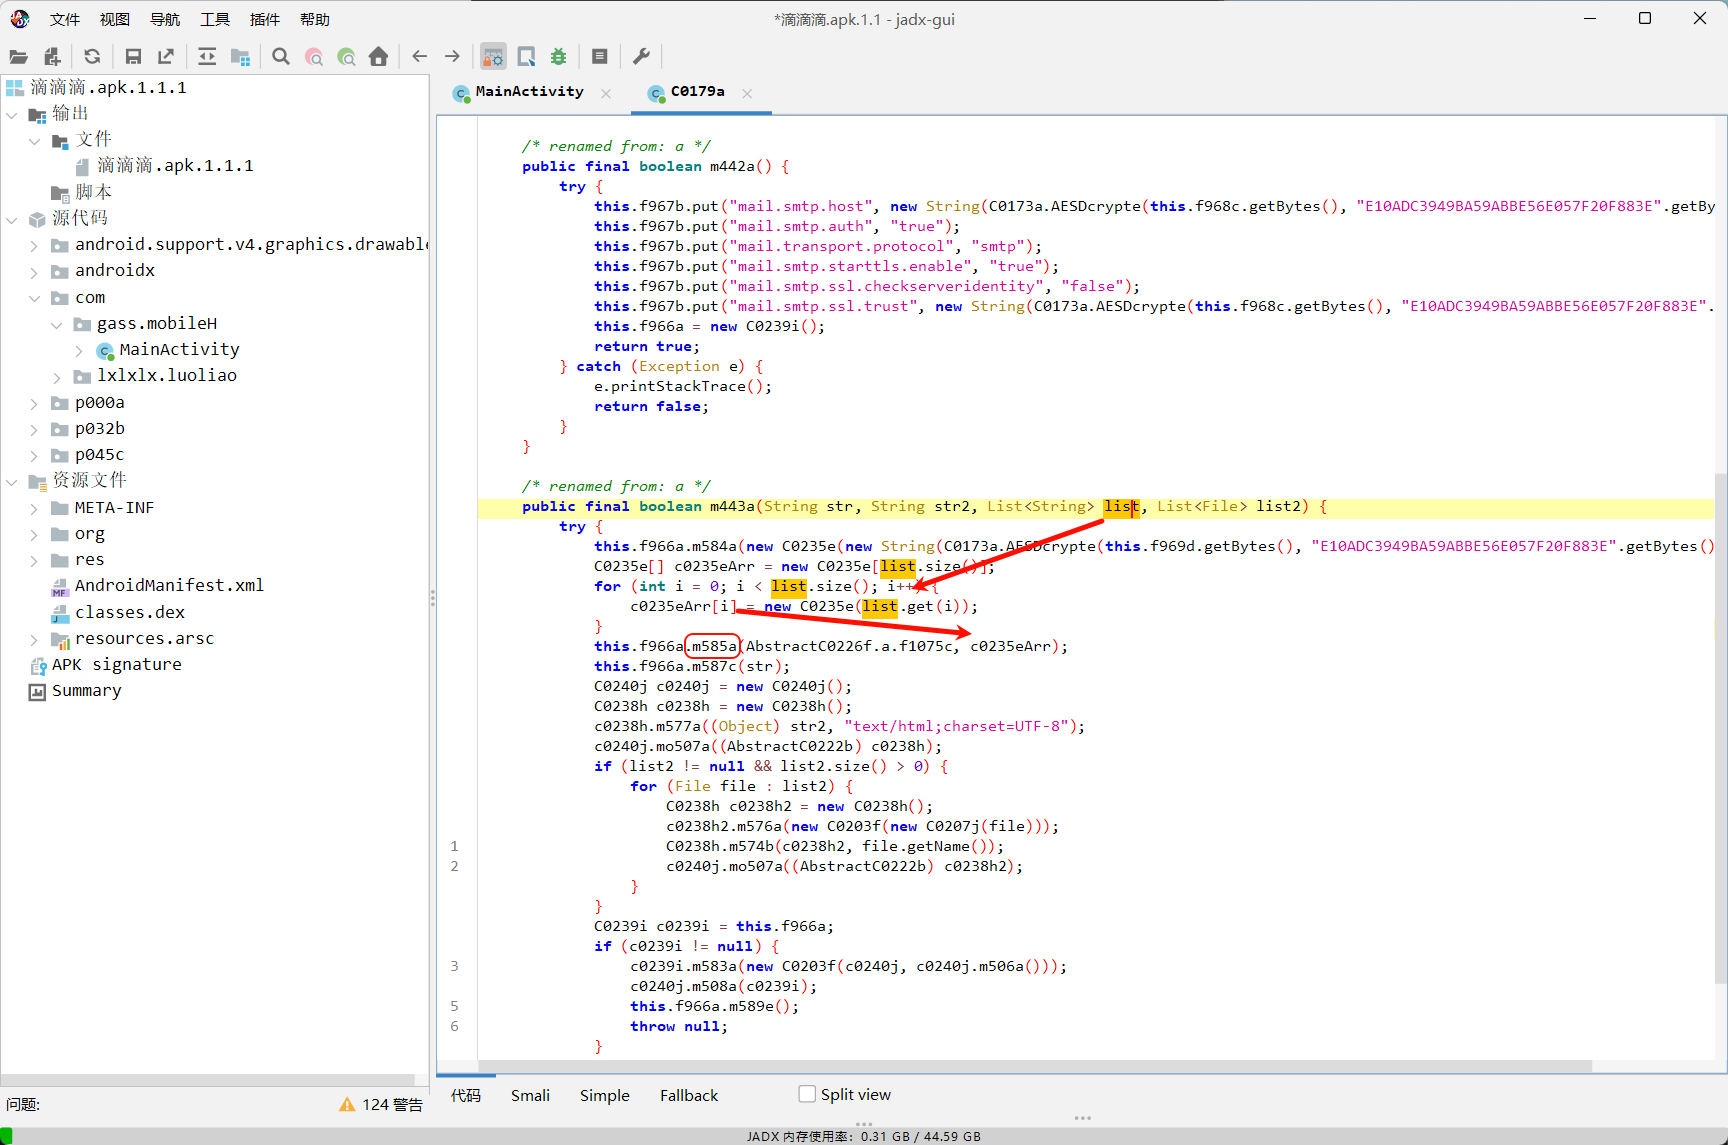 文件 视图 导航 工具 插件 帮助
*滴滴滴.apk.1.1 - jadx-gui
滴滴滴.apk.1.1.1
输出
文件
滴滴滴.apk.1.1.1
脚本
源代码
android.support.v4.graphics.drawable
androidx
com
gass.mobileH
MainActivity
lxlxlx.luoliao
p000a
p032b
p045c
资源文件
META-INF
org
res
AndroidManifest.xml
classes.dex
resources.arsc
APK signature
Summary
问题:
124 警告
MainActivity
C0179a
/* renamed from: a */
public final boolean m442a() {
try {
this.f967b.put("mail.smtp.host", new String(C0173a.AESDcrypte(this.f968c.getBytes(), "E10ADC3949BA59ABBE56E057F20F883E".getBy
this.f967b.put("mail.smtp.auth", "true");
this.f967b.put("mail.transport.protocol", "smtp");
this.f967b.put("mail.smtp.starttls.enable", "true");
this.f967b.put("mail.smtp.ssl.checkserveridentity", "false");
this.f967b.put("mail.smtp.ssl.trust", new String(C0173a.AESDcrypte(this.f968c.getBytes(), "E10ADC3949BA59ABBE56E057F20F883E".
this.f966a = new C0239i();
return true;
} catch (Exception e) {
e.printStackTrace();
return false;
}
}
/* renamed from: a */
public final boolean m443a(String str, String str2, List<String> list, List<File> list2) {
try {
this.f966a.m584a(new C0235e(new String(C0173a.AESDcrypte(this.f969d.getBytes(), "E10ADC3949BA59ABBE56E057F20F883E".getBytes()
C0235e[] c0235eArr = new C0235e[list.size()];
for (int i = 0; i < list.size(); i++) {
c0235eArr[i] = new C0235e(list.get(i));
}
this.f966a.m585a(AbstractC0226f.a.f1075c, c0235eArr);
this.f966a.m587c(str);
C0240j c0240j = new C0240j();
C0238h c0238h = new C0238h();
c0238h.m577a((Object) str2, "text/html;charset=UTF-8");
c0240j.mo507a((AbstractC0222b) c0238h);
if (list2 != null && list2.size() > 0) {
for (File file : list2) {
C0238h c0238h2 = new C0238h();
c0238h2.m576a(new C0203f(new C0207j(file)));
1 C0238h.m574b(c0238h2, file.getName());
2 c0240j.mo507a((AbstractC0222b) c0238h2);
}
}
C0239i c0239i = this.f966a;
if (c0239i != null) {
3 c0239i.m583a(new C0203f(c0240j, c0240j.m506a()));
c0240j.m508a(c0239i);
5 this.f966a.m589e();
6 throw null;
}
代码 Smali Simple Fallback Split view
JADX 内存使用率: 0.31 GB / 44.59 GB